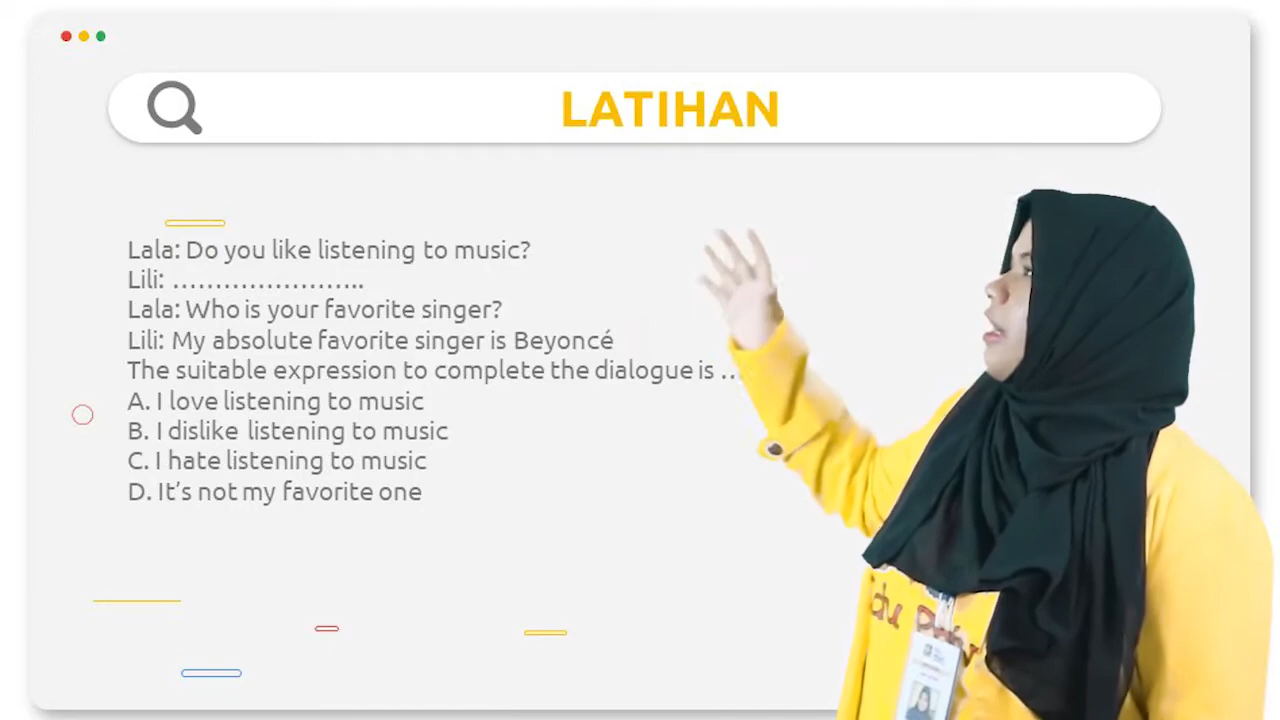 LATIHAN
Lala: Do you like listening to music?
Lili: …………………..
Lala: Who is your favorite singer?
Lili: My absolute favorite singer is Beyoncé
The suitable expression to complete the dialogue is ..
A. I love listening to music
B. I dislike listening to music
C. I hate listening to music
D. It’s not my favorite one